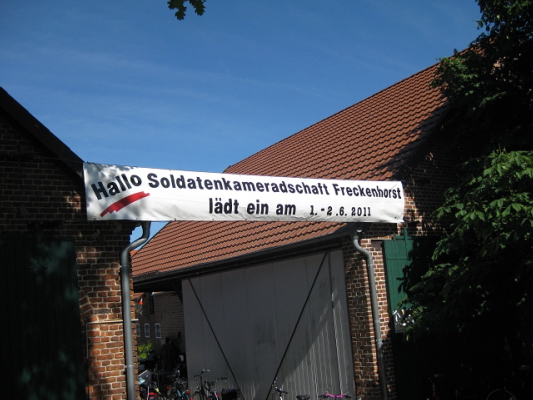 Hallo Soldatenkameradschaft Freckenhorst
lädt ein am 1.-2.6.2011